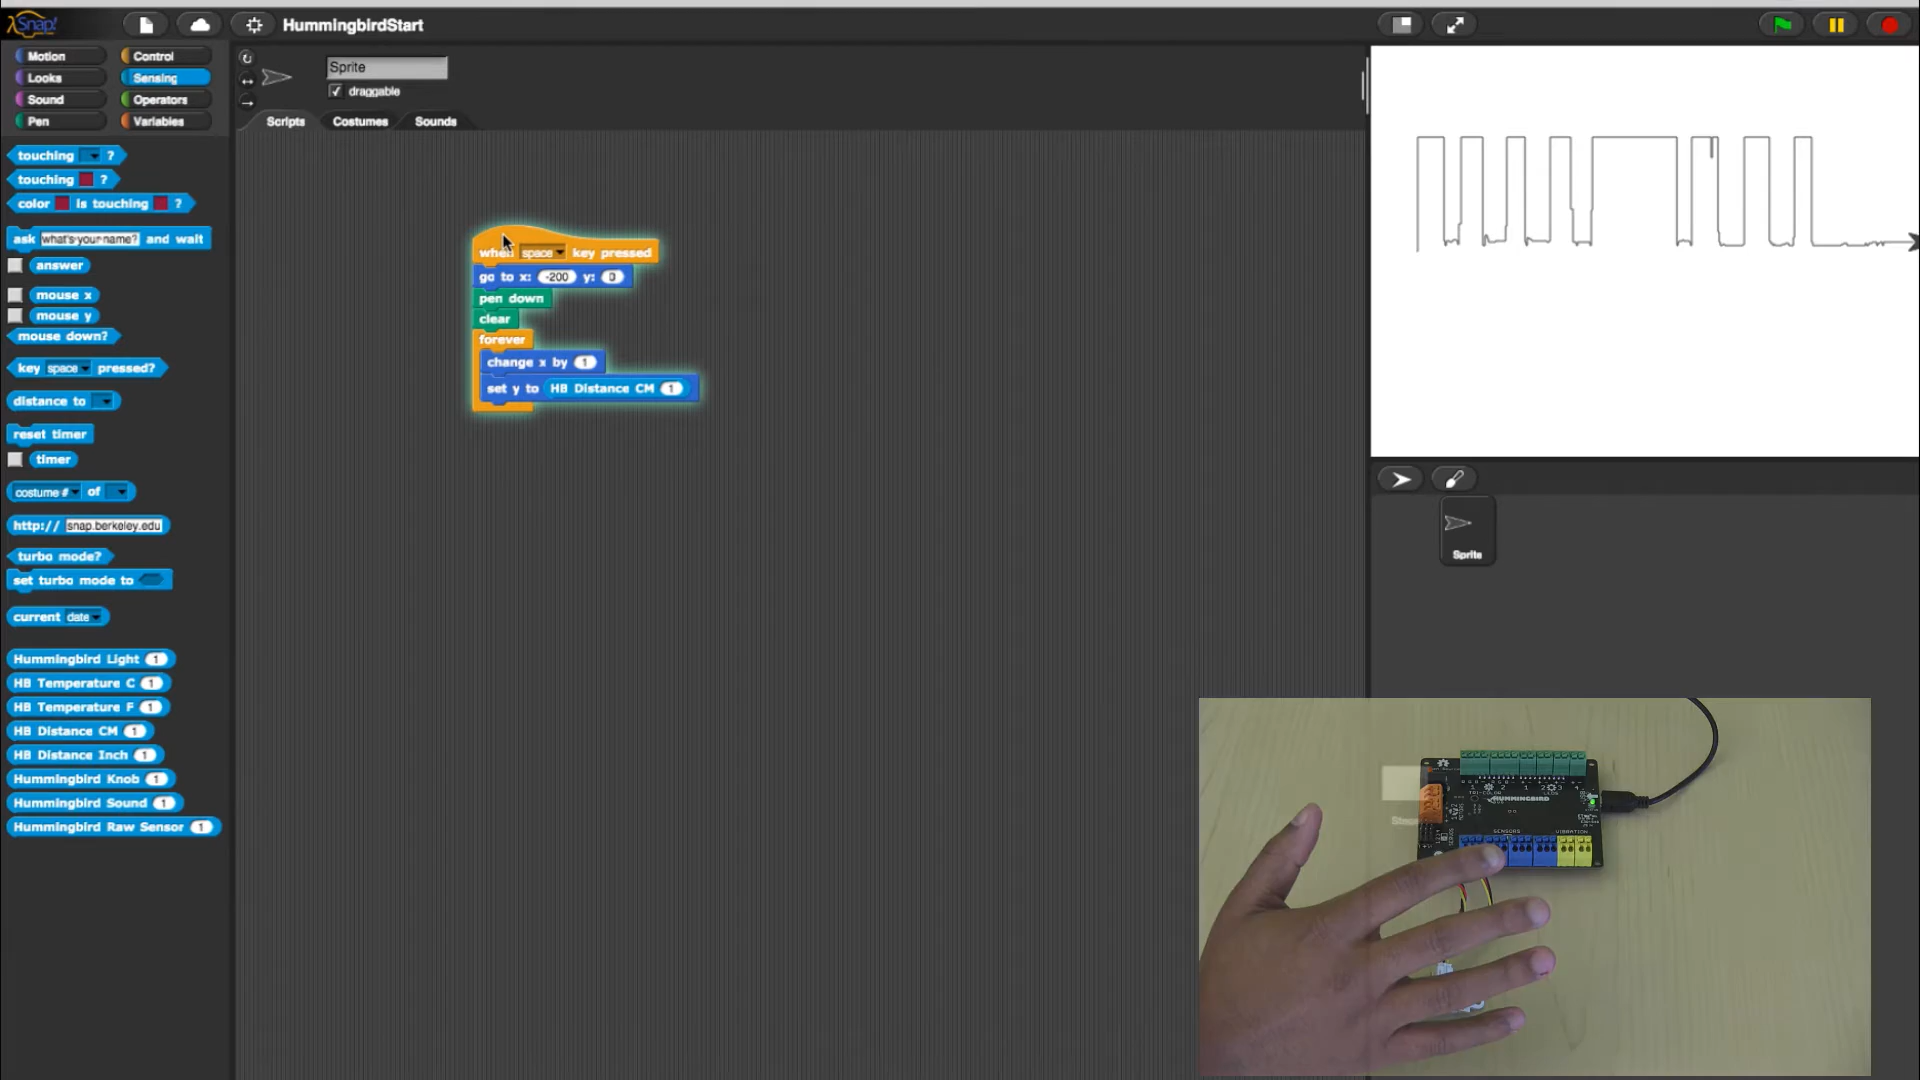 Snap!
HummingbirdStart
Motion
Control
Looks
Sensing
Sound
Operators
Pen
Variables
Sprite
draggable
Scripts
Costumes
Sounds
touching ?
touching ?
color is touching ?
ask what's your name? and wait
answer
mouse x
mouse y
mouse down?
key space pressed?
distance to
reset timer
timer
costume # of
http:// snap.berkeley.edu
turbo mode?
set turbo mode to
current date
Hummingbird Light 1
HB Temperature C 1
HB Temperature F 1
HB Distance CM 1
HB Distance Inch 1
Hummingbird Knob 1
Hummingbird Sound 1
Hummingbird Raw Sensor 1
when space key pressed
go to x: -200 y: 0
pen down
clear
forever
change x by 1
set y to HB Distance CM 1
Sprite
HUMMINGBIRD
SENSORS
VIBRATION